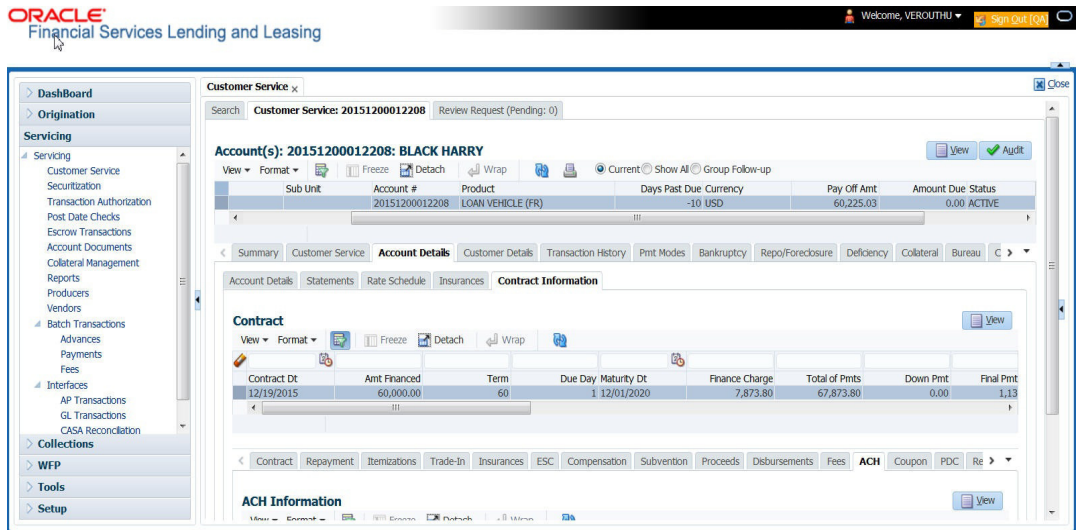 ORACLE
Financial Services Lending and Leasing
Welcome, VEROUTHU
Sign Out [QA]
DashBoard
Origination
Servicing
Servicing
Customer Service
Securitization
Transaction Authorization
Post Date Checks
Escrow Transactions
Account Documents
Collateral Management
Reports
Producers
Vendors
Batch Transactions
Advances
Payments
Fees
Interfaces
AP Transactions
GL Transactions
CASA Reconciliation
Collections
WFP
Tools
Setup
Customer Service x
Close
Search Customer Service: 20151200012208 Review Request (Pending: 0)
Account(s): 20151200012208: BLACK HARRY
View Audit
View Format Freeze Detach Wrap Current Show All Group Follow-up
Sub Unit Account # Product Days Past Due Currency Pay Off Amt Amount Due Status
20151200012208 LOAN VEHICLE (FR) -10 USD 60,225.03 0.00 ACTIVE
Summary Customer Service Account Details Customer Details Transaction History Pmt Modes Bankruptcy Repo/Foreclosure Deficiency Collateral Bureau C
Account Details Statements Rate Schedule Insurances Contract Information
Contract
View
View Format Freeze Detach Wrap
Contract Dt Amt Financed Term Due Day Maturity Dt Finance Charge Total of Pmts Down Pmt Final Pmt
12/19/2015 60,000.00 60 1 12/01/2020 7,873.80 67,873.80 0.00 1,13
Contract Repayment Itemizations Trade-In Insurances ESC Compensation Subvention Proceeds Disbursements Fees ACH Coupon PDC Re
ACH Information
View
View Format Freeze Detach Wrap